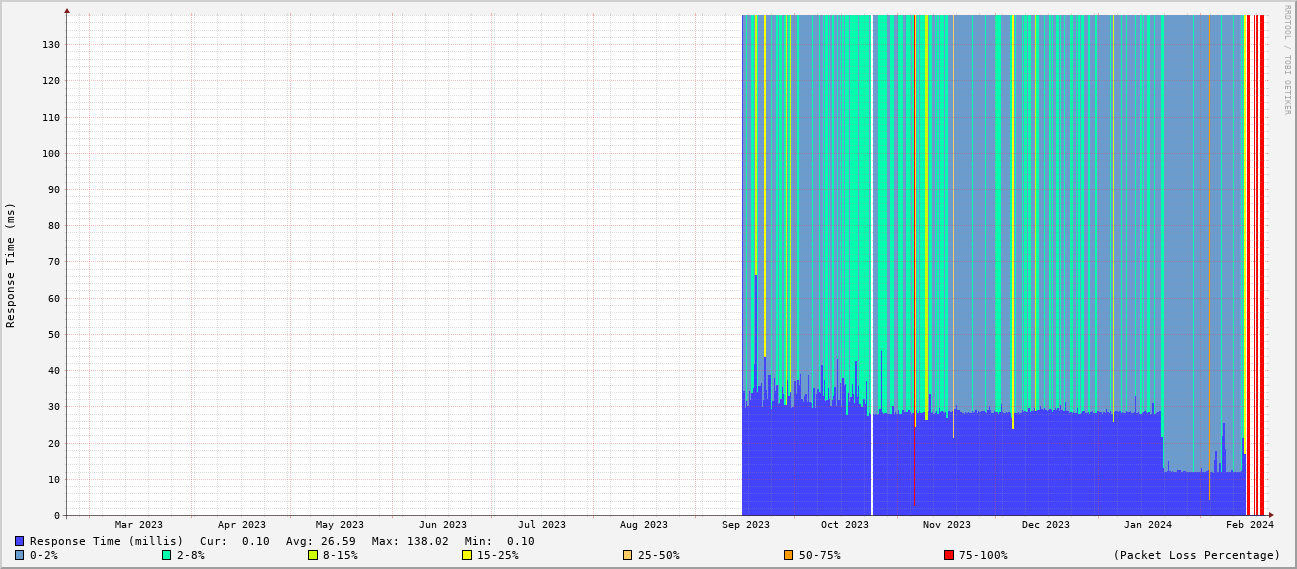 RRDTOOL / TOBI OETIKER
Response Time (ms)
130
120
110
100
90
80
70
60
50
40
30
20
10
0
Mar 2023 Apr 2023 May 2023 Jun 2023 Jul 2023 Aug 2023 Sep 2023 Oct 2023 Nov 2023 Dec 2023 Jan 2024 Feb 2024
Response Time (millis) Cur: 0.10 Avg: 26.59 Max: 138.02 Min: 0.10
0-2% 2-8% 8-15% 15-25% 25-50% 50-75% 75-100% (Packet Loss Percentage)